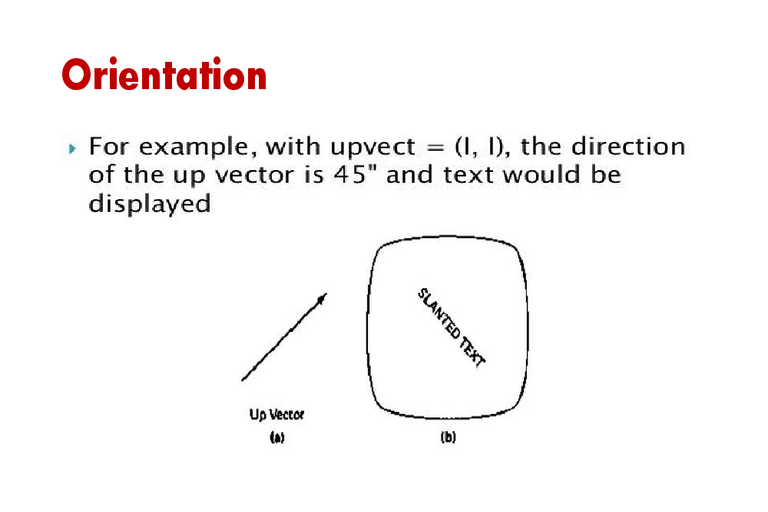 Orientation
For example, with upvect = (I, I), the direction
of the up vector is 45" and text would be
displayed
SLANTED TEXT
Up Vector
(a)
(b)